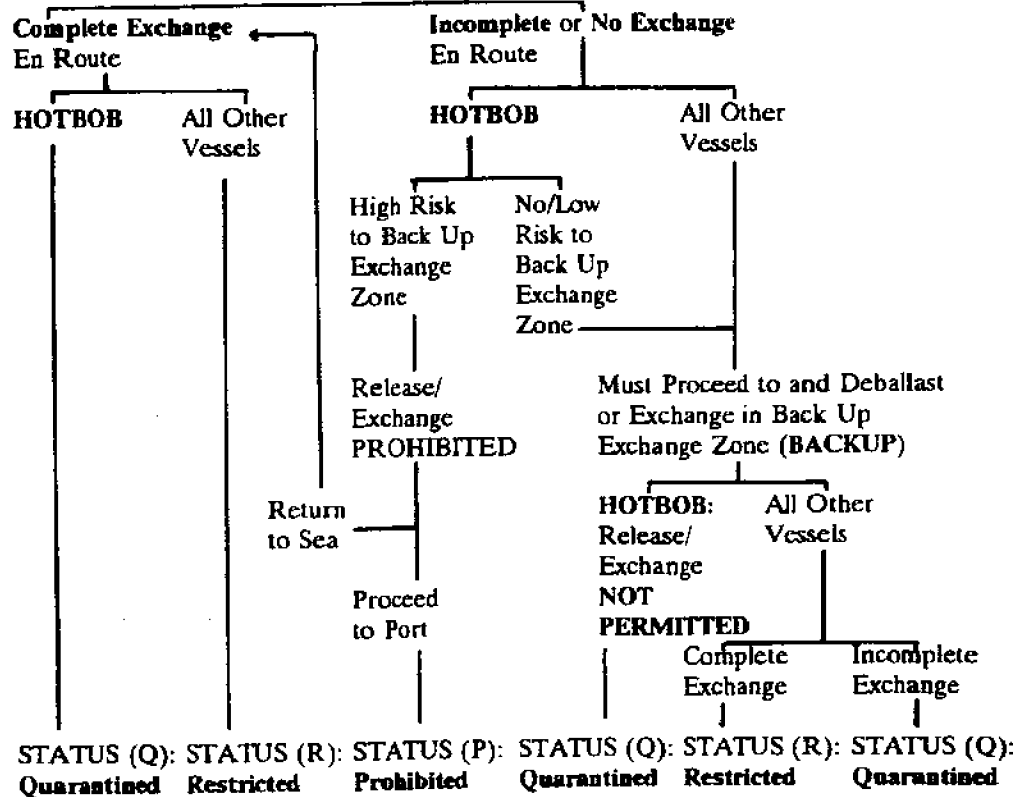 Complete Exchange
En Route
Incomplete or No Exchange
En Route
HOTBOB
All Other
Vessels
HOTBOB
All Other
Vessels
High Risk
to Back Up
Exchange
Zone
No/Low
Risk to
Back Up
Exchange
Zone
Release/
Exchange
PROHIBITED
Must Proceed to and Deballast
or Exchange in Back Up
Exchange Zone (BACKUP)
Return
to Sea
HOTBOB:
Release/
Exchange
NOT
PERMITTED
All Other
Vessels
Proceed
to Port
Complete
Exchange
Incomplete
Exchange
STATUS (Q):
Quarantined
STATUS (R):
Restricted
STATUS (P):
Prohibited
STATUS (Q):
Quarantined
STATUS (R):
Restricted
STATUS (Q):
Quarantined